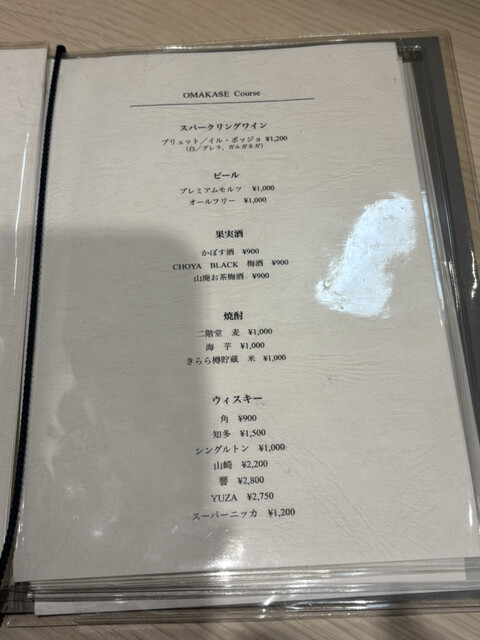 OMAKASE Course
スパークリングワイン
ブリュット／イル・ポッジョ ¥1,200
(白／グレラ, ガルガネガ)
ビール
プレミアムモルツ ¥1,000
オールフリー ¥1,000
果実酒
かぼす酒 ¥900
CHOYA BLACK 梅酒 ¥900
山廃お茶梅酒 ¥900
焼酎
二階堂 麦 ¥1,000
海 芋 ¥1,000
きらら樽貯蔵 米 ¥1,000
ウィスキー
角 ¥900
知多 ¥1,500
シングルトン ¥1,000
山崎 ¥2,200
響 ¥2,800
YUZA ¥2,750
スーパーニッカ ¥1,200